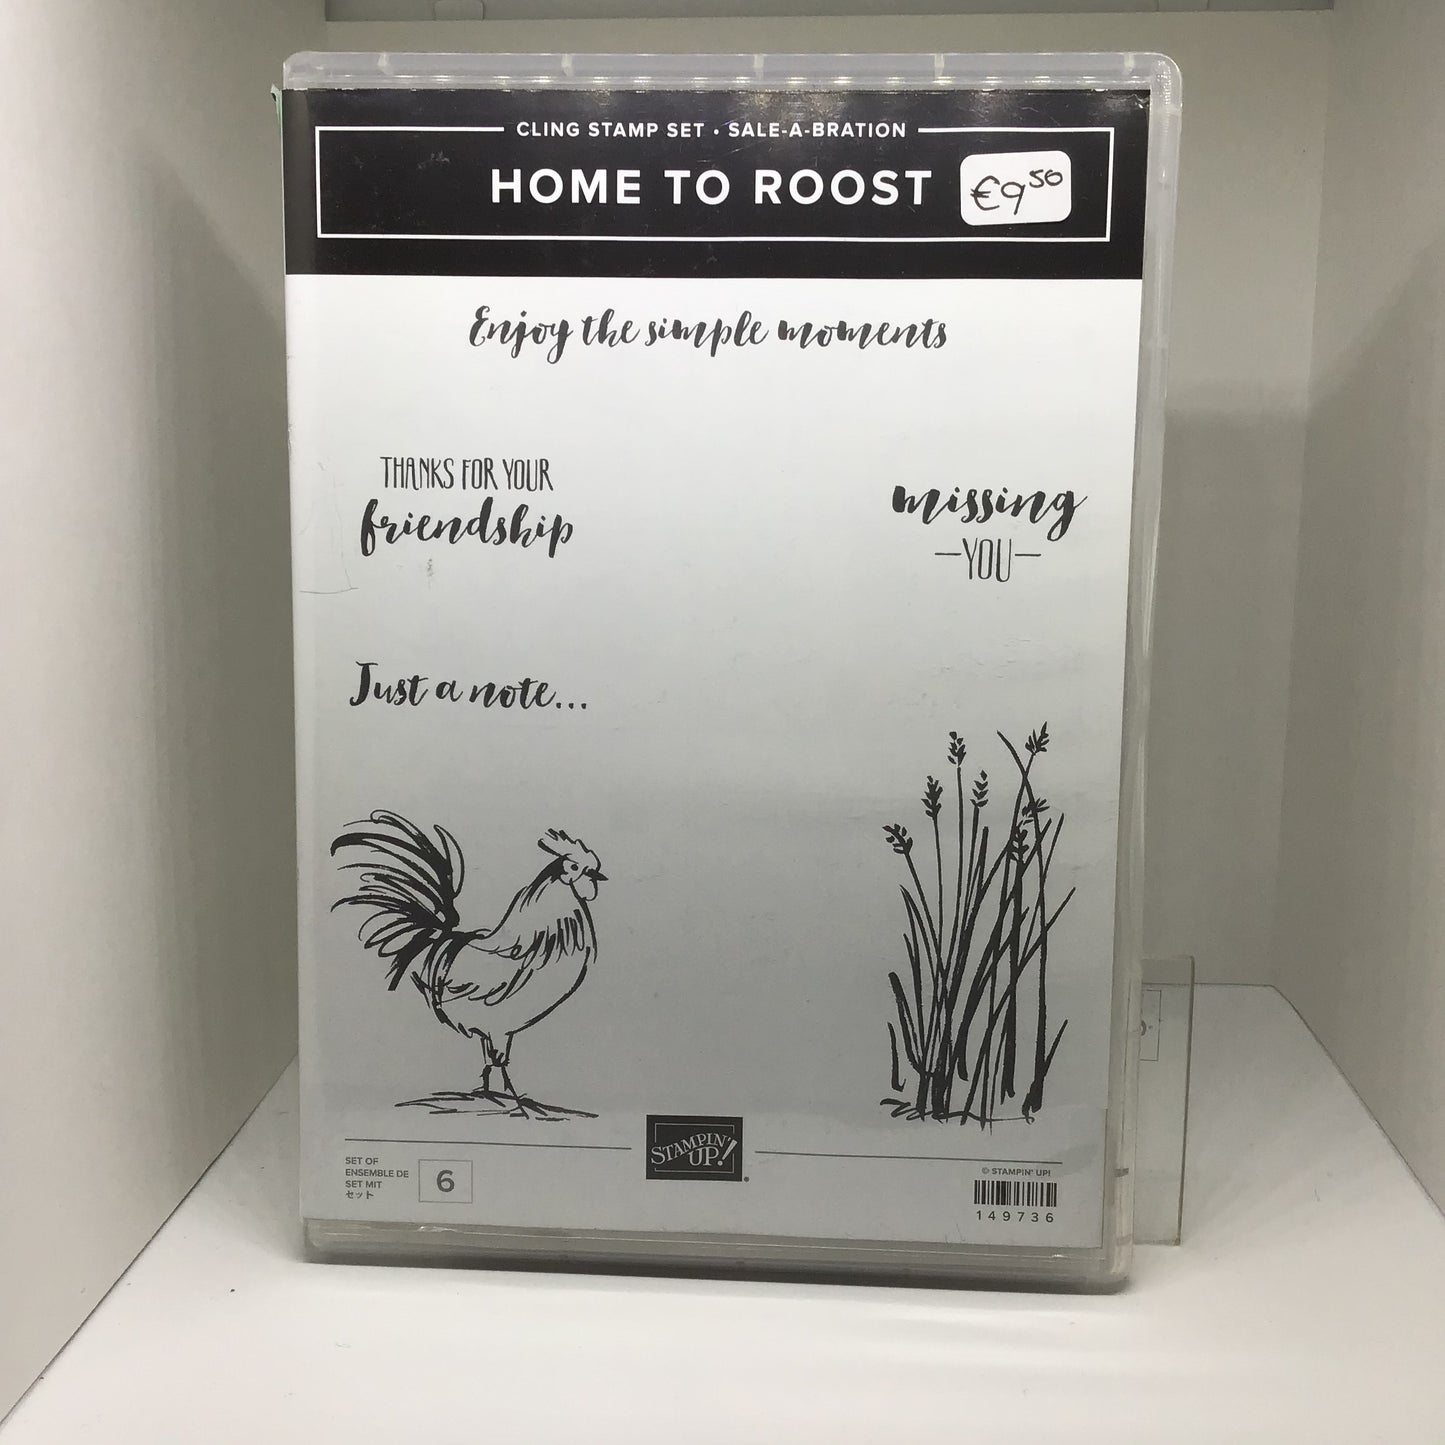 CLING STAMP SET • SALE-A-BRATION
HOME TO ROOST
€9⁵⁰
Enjoy the simple moments
THANKS FOR YOUR
friendship
missing
—YOU—
Just a note...
SET OF
ENSEMBLE DE
SET MIT
セット
6
STAMPIN'
UP!
© STAMPIN' UP!
149736